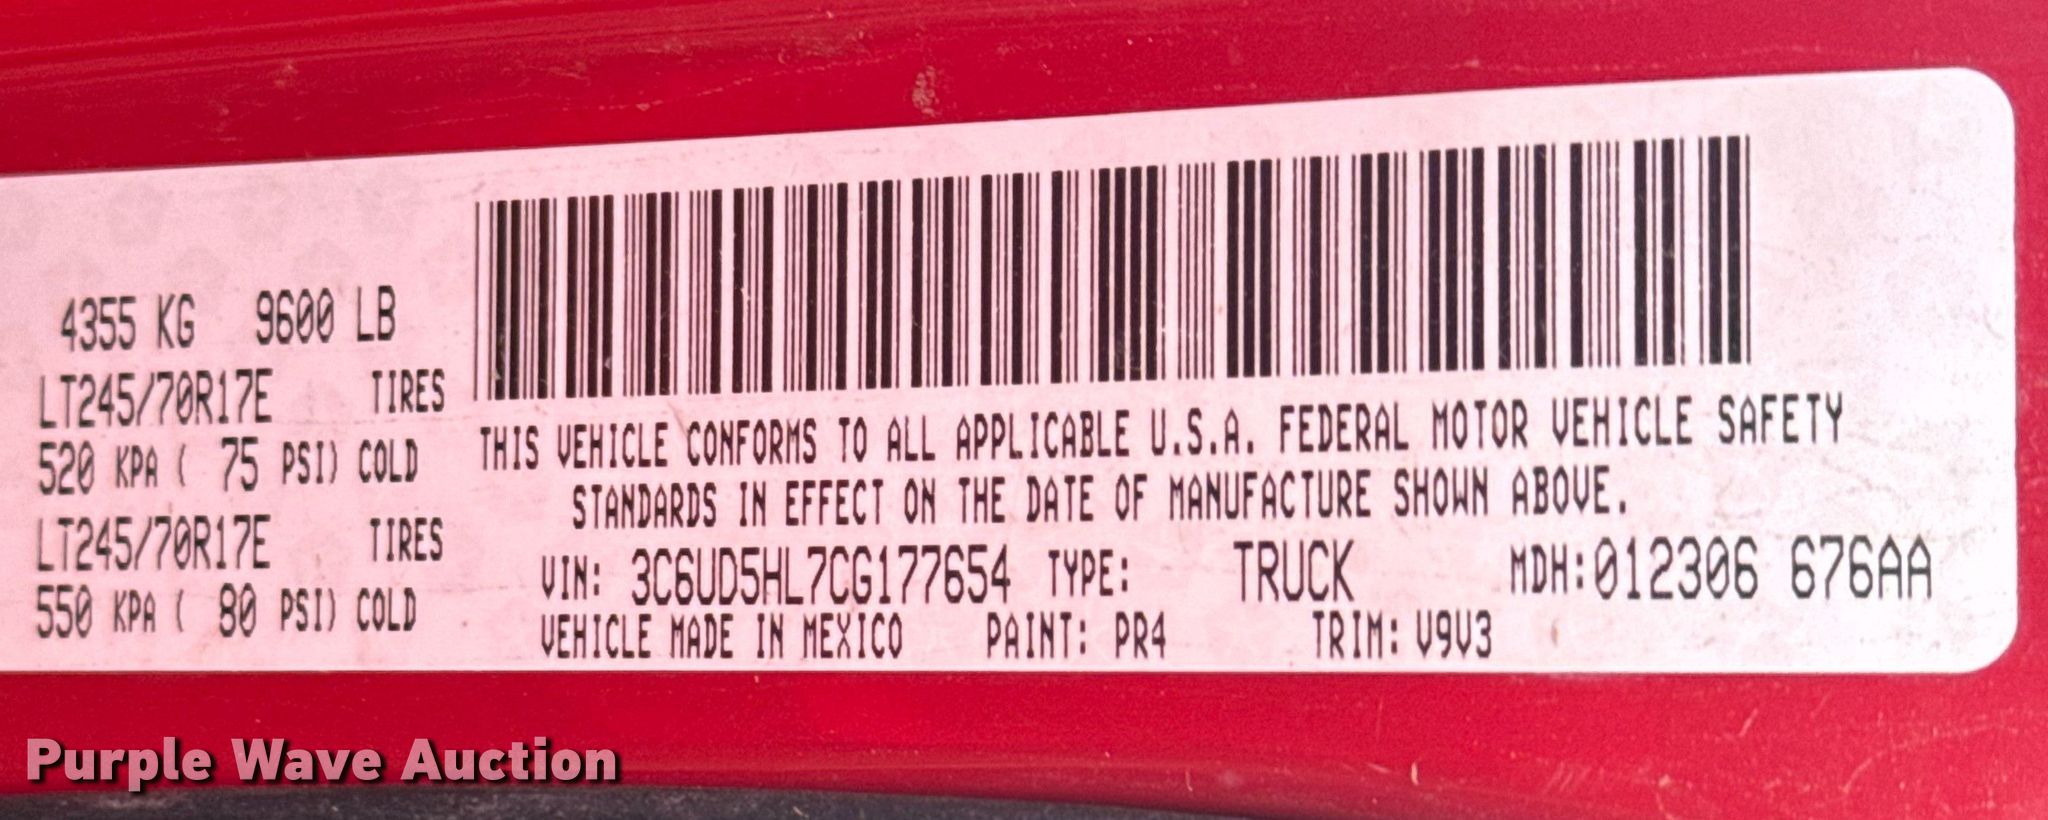 4355 KG 9600 LB
LT245/70R17E TIRES
520 KPA ( 75 PSI) COLD
LT245/70R17E TIRES
550 KPA ( 80 PSI) COLD
THIS VEHICLE CONFORMS TO ALL APPLICABLE U.S.A. FEDERAL MOTOR VEHICLE SAFETY
STANDARDS IN EFFECT ON THE DATE OF MANUFACTURE SHOWN ABOVE.
VIN: 3C6UD5HL7CG177654 TYPE: TRUCK MDH:012306 676AA
VEHICLE MADE IN MEXICO PAINT: PR4 TRIM: V9V3
Purple Wave Auction